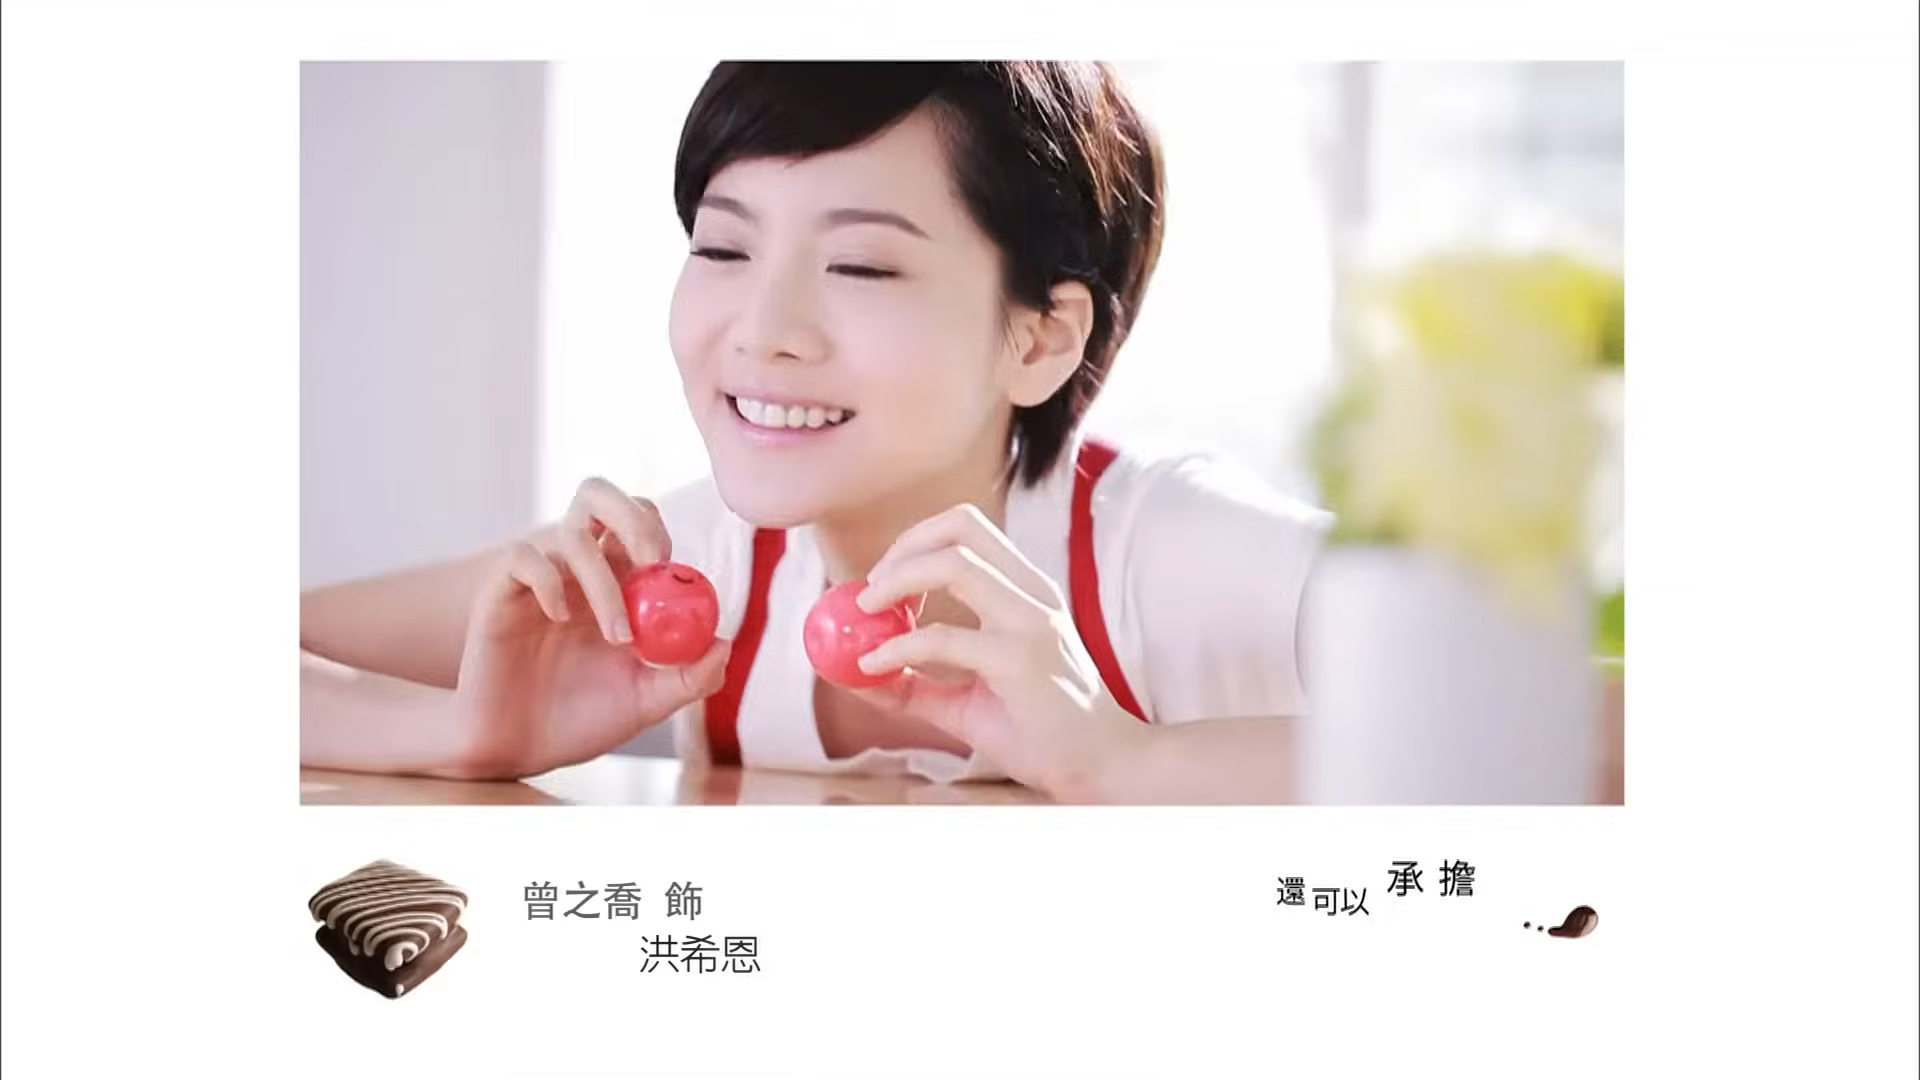 曾之喬 飾
洪希恩
還可以 承擔